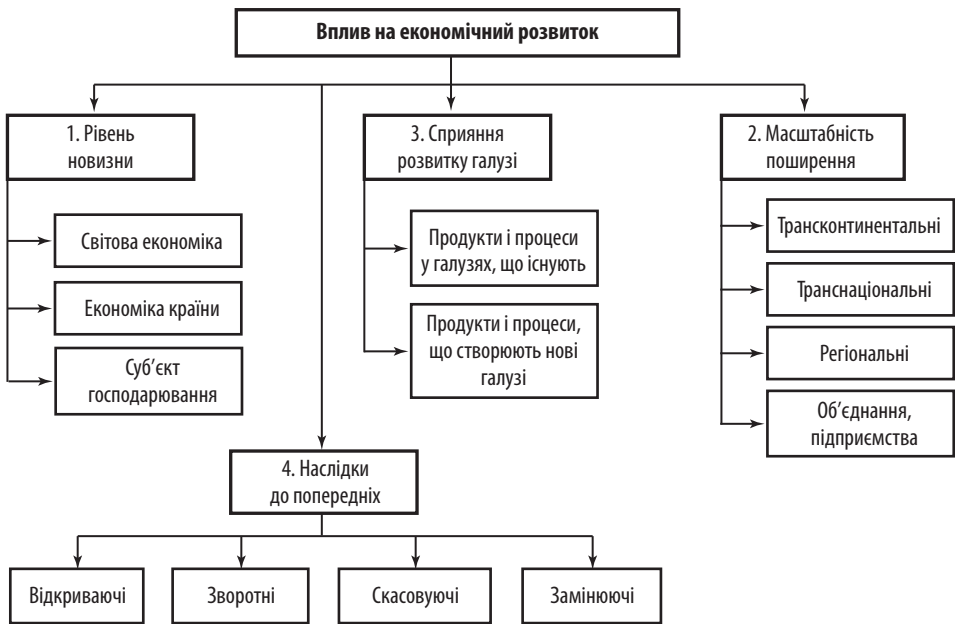 Вплив на економічний розвиток
1. Рівень
новизни
Світова економіка
Економіка країни
Суб’єкт
господарювання
3. Сприяння
розвитку галузі
Продукти і процеси
у галузях, що існують
Продукти і процеси,
що створюють нові
галузі
2. Масштабність
поширення
Трансконтинентальні
Транснаціональні
Регіональні
Об’єднання,
підприємства
4. Наслідки
до попередніх
Відкриваючі
Зворотні
Скасовуючі
Замінюючі